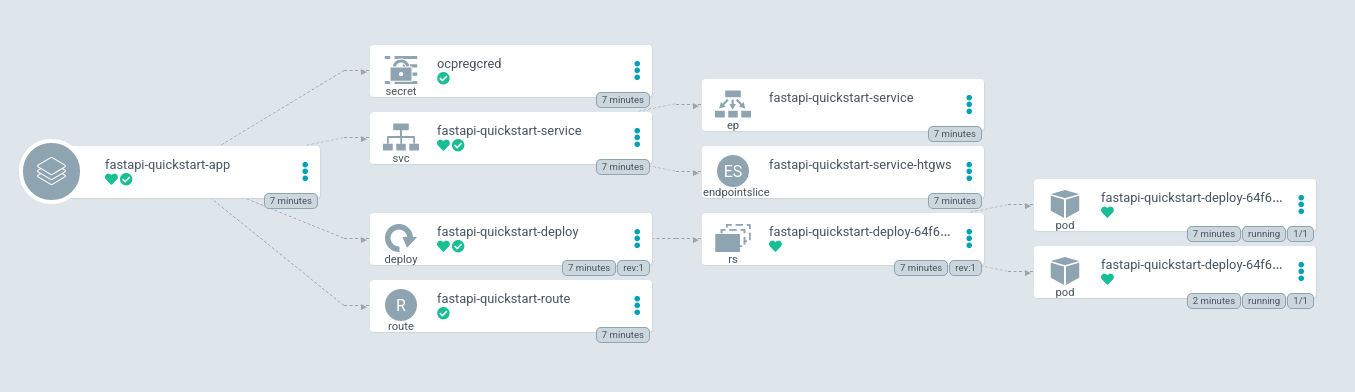 fastapi-quickstart-app
7 minutes
ocpregcred
secret
7 minutes
fastapi-quickstart-service
svc
7 minutes
fastapi-quickstart-deploy
deploy
7 minutes rev:1
R
fastapi-quickstart-route
route
7 minutes
fastapi-quickstart-service
ep
7 minutes
ES
fastapi-quickstart-service-htgws
endpointslice
7 minutes
fastapi-quickstart-deploy-64f6...
rs
7 minutes rev:1
fastapi-quickstart-deploy-64f6...
pod
7 minutes running 1/1
fastapi-quickstart-deploy-64f6...
pod
2 minutes running 1/1